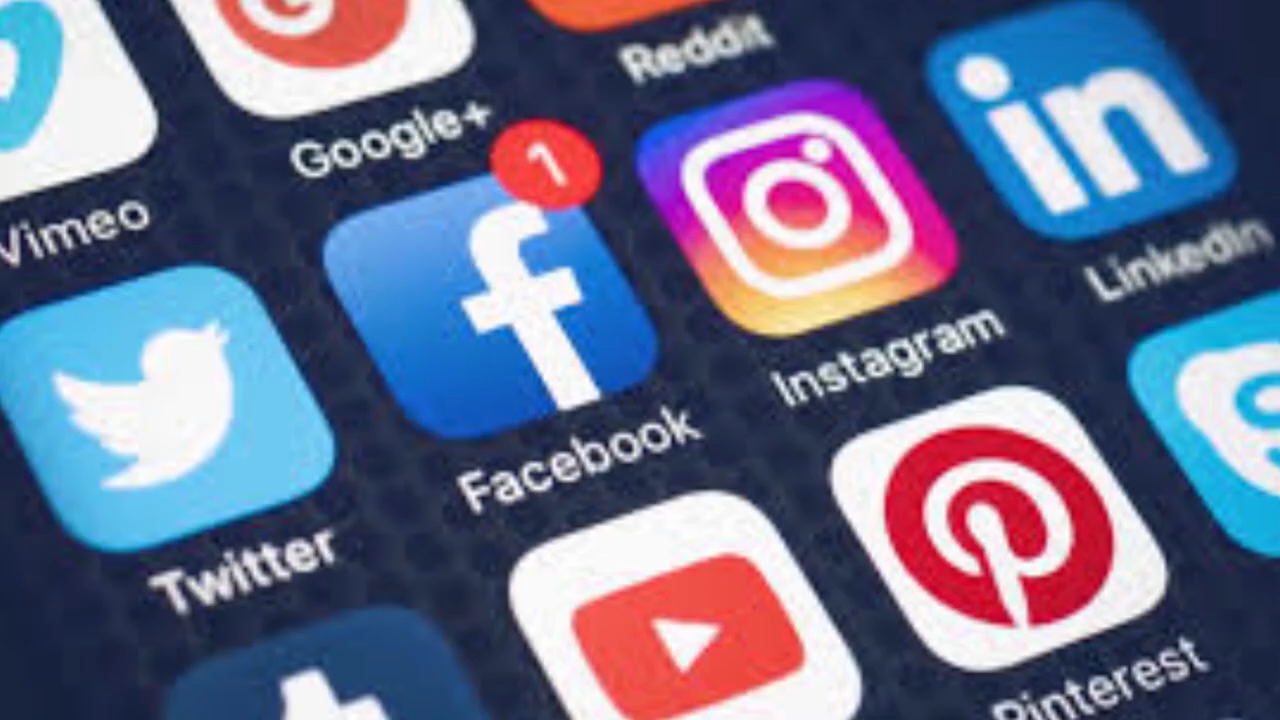 Google+
Reddit
Vimeo
1
Facebook
Instagram
in
LinkedIn
Twitter
Pinterest